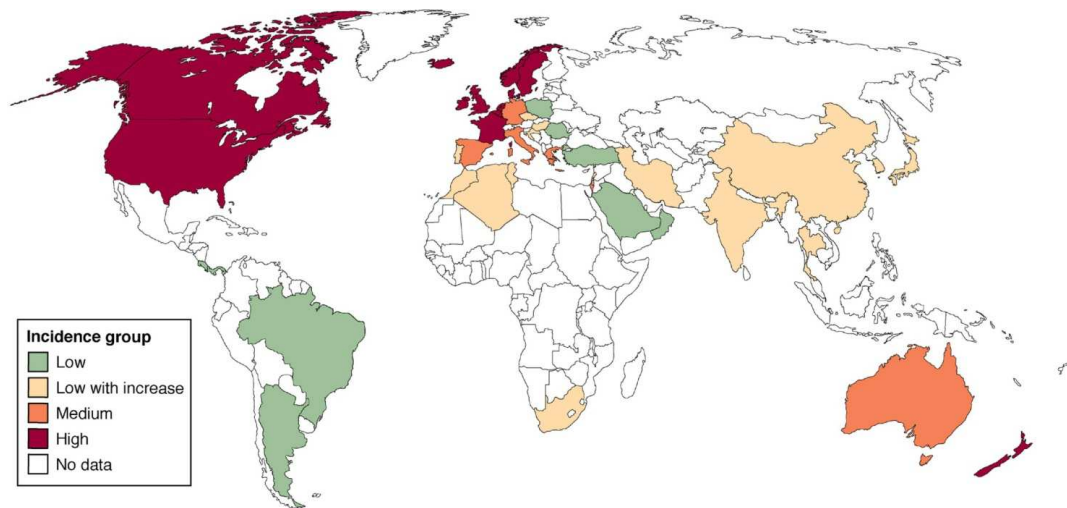 Incidence group
Low
Low with increase
Medium
High
No data